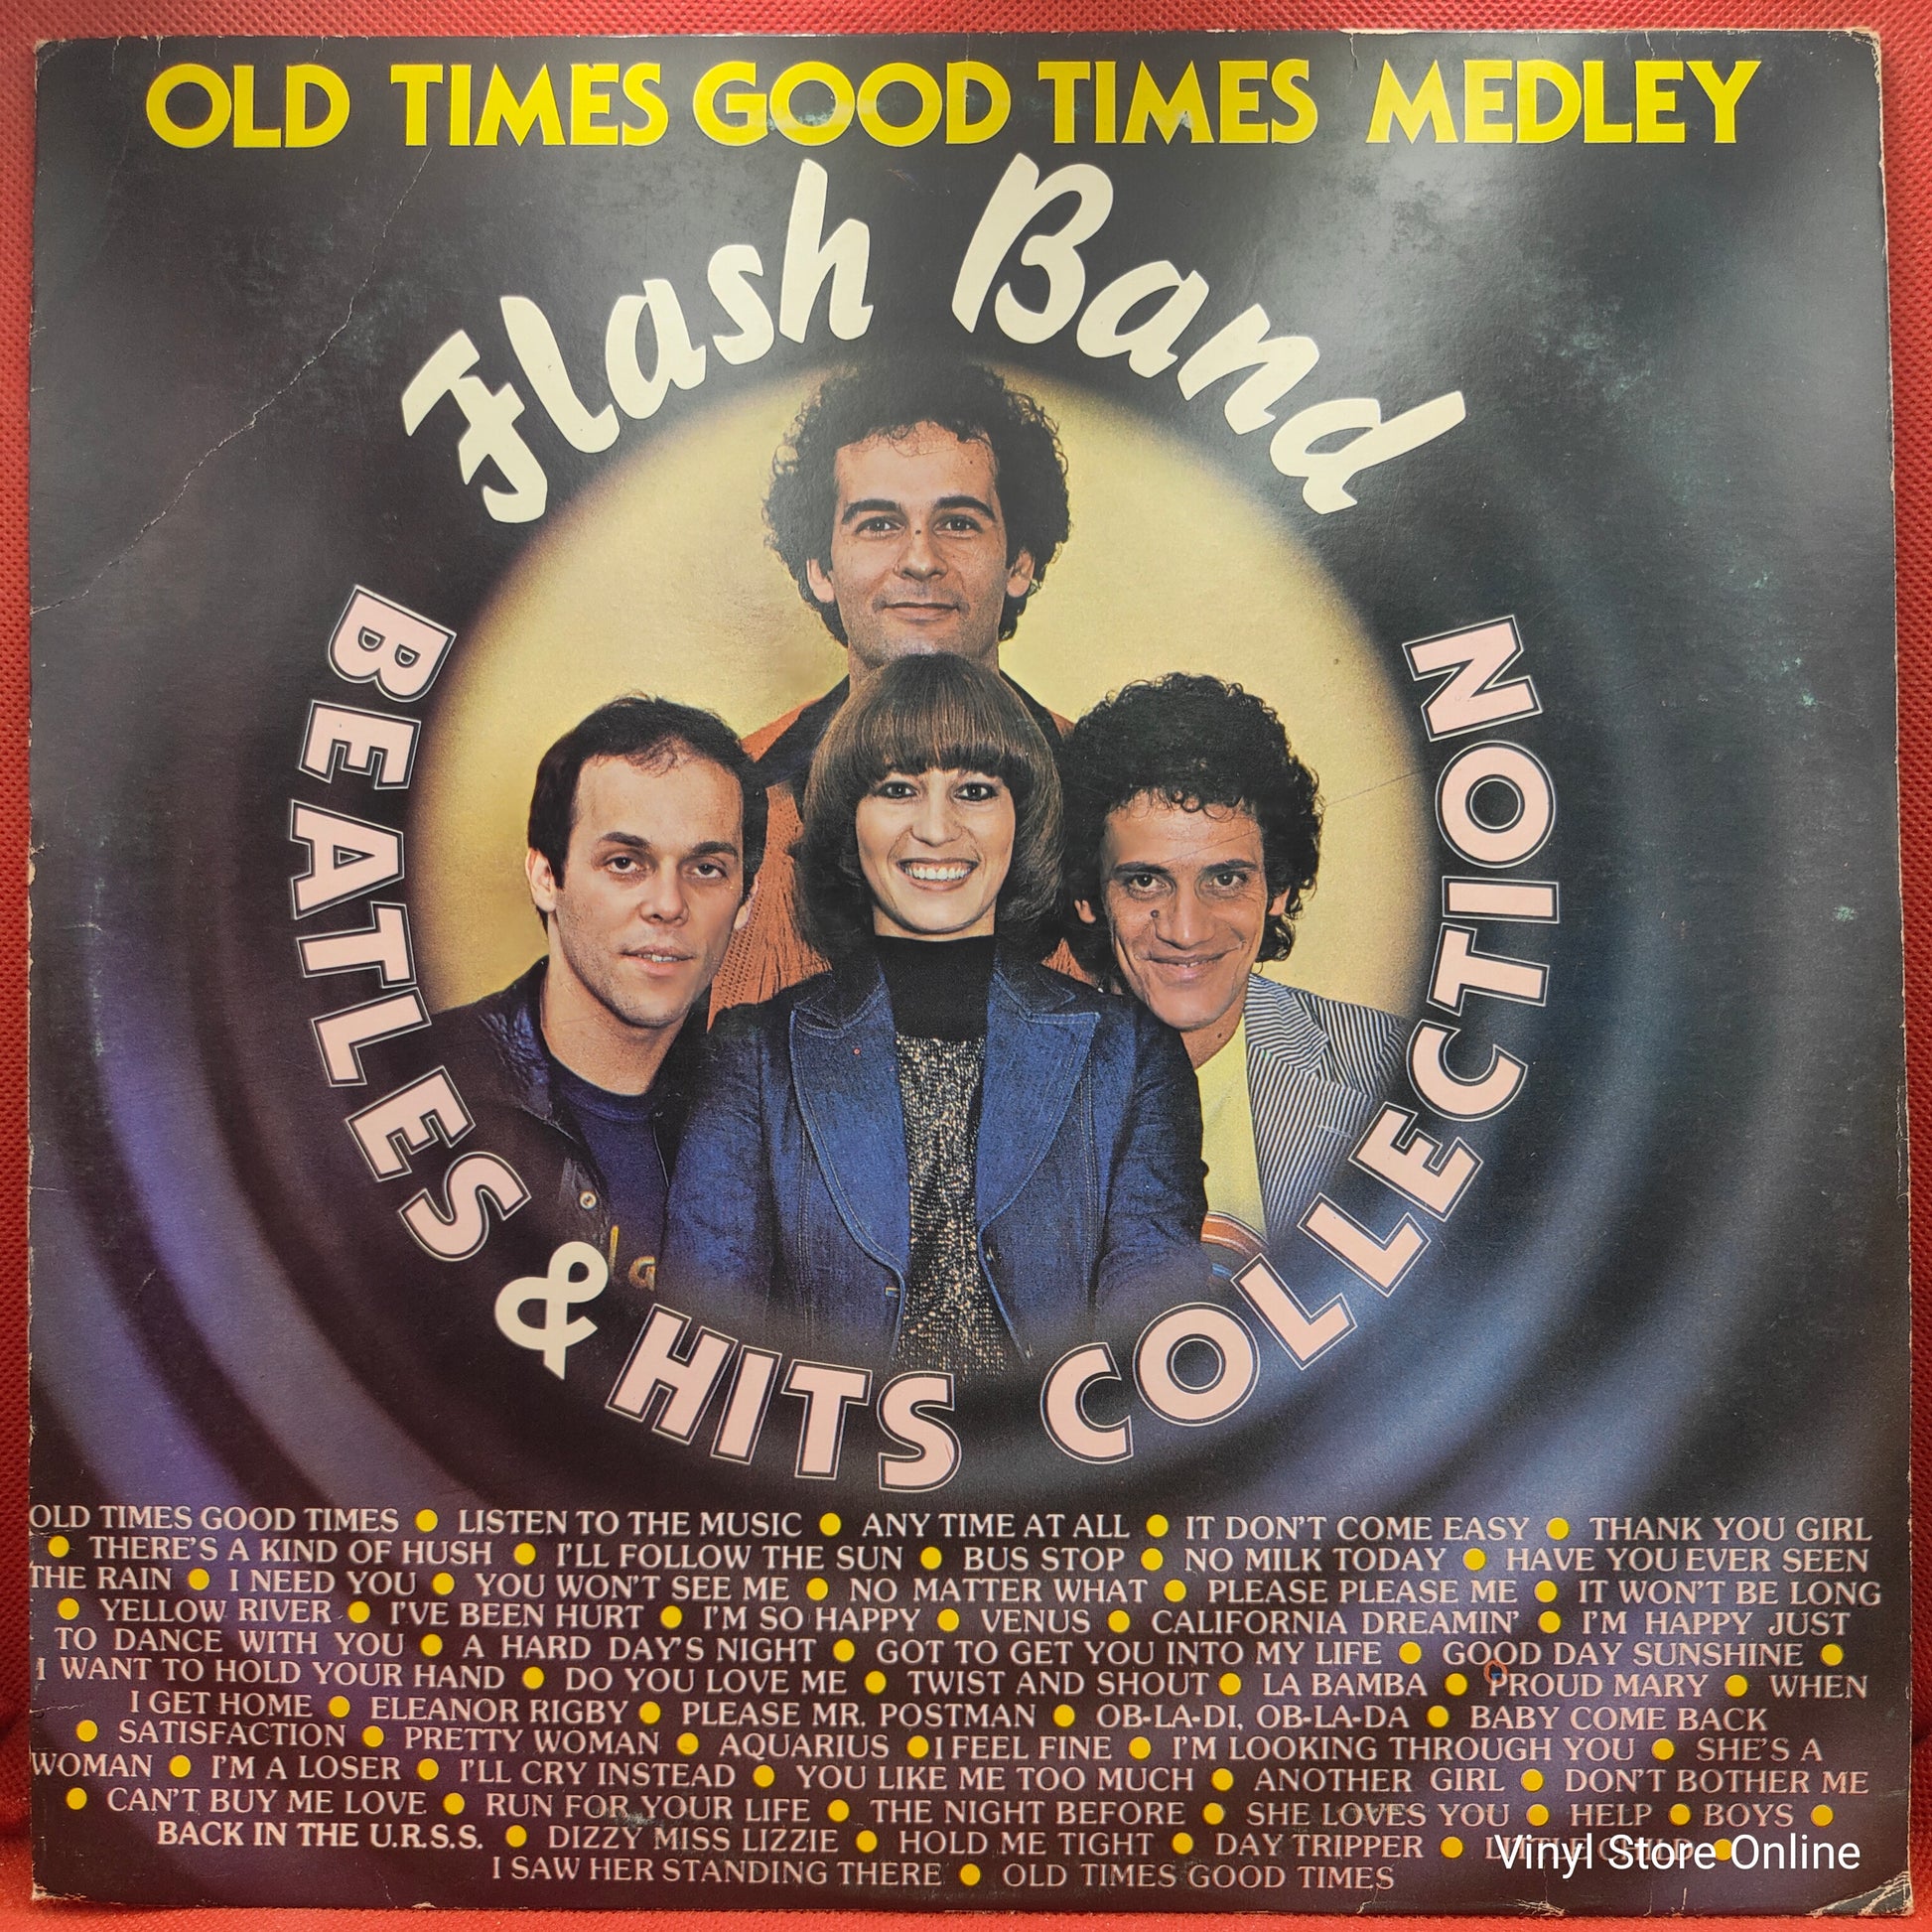 OLD TIMES GOOD TIMES MEDLEY
Flash Band
BEATLES & HITS COLLECTION
OLD TIMES GOOD TIMES ● LISTEN TO THE MUSIC ● ANY TIME AT ALL ● IT DON'T COME EASY ● THANK YOU GIRL
● THERE'S A KIND OF HUSH ● I'LL FOLLOW THE SUN ● BUS STOP ● NO MILK TODAY ● HAVE YOU EVER SEEN
THE RAIN ● I NEED YOU ● YOU WON'T SEE ME ● NO MATTER WHAT ● PLEASE PLEASE ME ● IT WON'T BE LONG
● YELLOW RIVER ● I'VE BEEN HURT ● I'M SO HAPPY ● VENUS ● CALIFORNIA DREAMIN' ● I'M HAPPY JUST
TO DANCE WITH YOU ● A HARD DAY'S NIGHT ● GOT TO GET YOU INTO MY LIFE ● GOOD DAY SUNSHINE ●
I WANT TO HOLD YOUR HAND ● DO YOU LOVE ME ● TWIST AND SHOUT ● LA BAMBA ● PROUD MARY ● WHEN
I GET HOME ● ELEANOR RIGBY ● PLEASE MR. POSTMAN ● OB-LA-DI, OB-LA-DA ● BABY COME BACK
● SATISFACTION ● PRETTY WOMAN ● AQUARIUS ● I FEEL FINE ● I'M LOOKING THROUGH YOU ● SHE'S A
WOMAN ● I'M A LOSER ● I'LL CRY INSTEAD ● YOU LIKE ME TOO MUCH ● ANOTHER GIRL ● DON'T BOTHER ME
● CAN'T BUY ME LOVE ● RUN FOR YOUR LIFE ● THE NIGHT BEFORE ● SHE LOVES YOU ● HELP ● BOYS ●
BACK IN THE U.R.S.S. ● DIZZY MISS LIZZIE ● HOLD ME TIGHT ● DAY TRIPPER ● LITTLE CHILD ●
I SAW HER STANDING THERE ● OLD TIMES GOOD TIMES
Vinyl Store Online